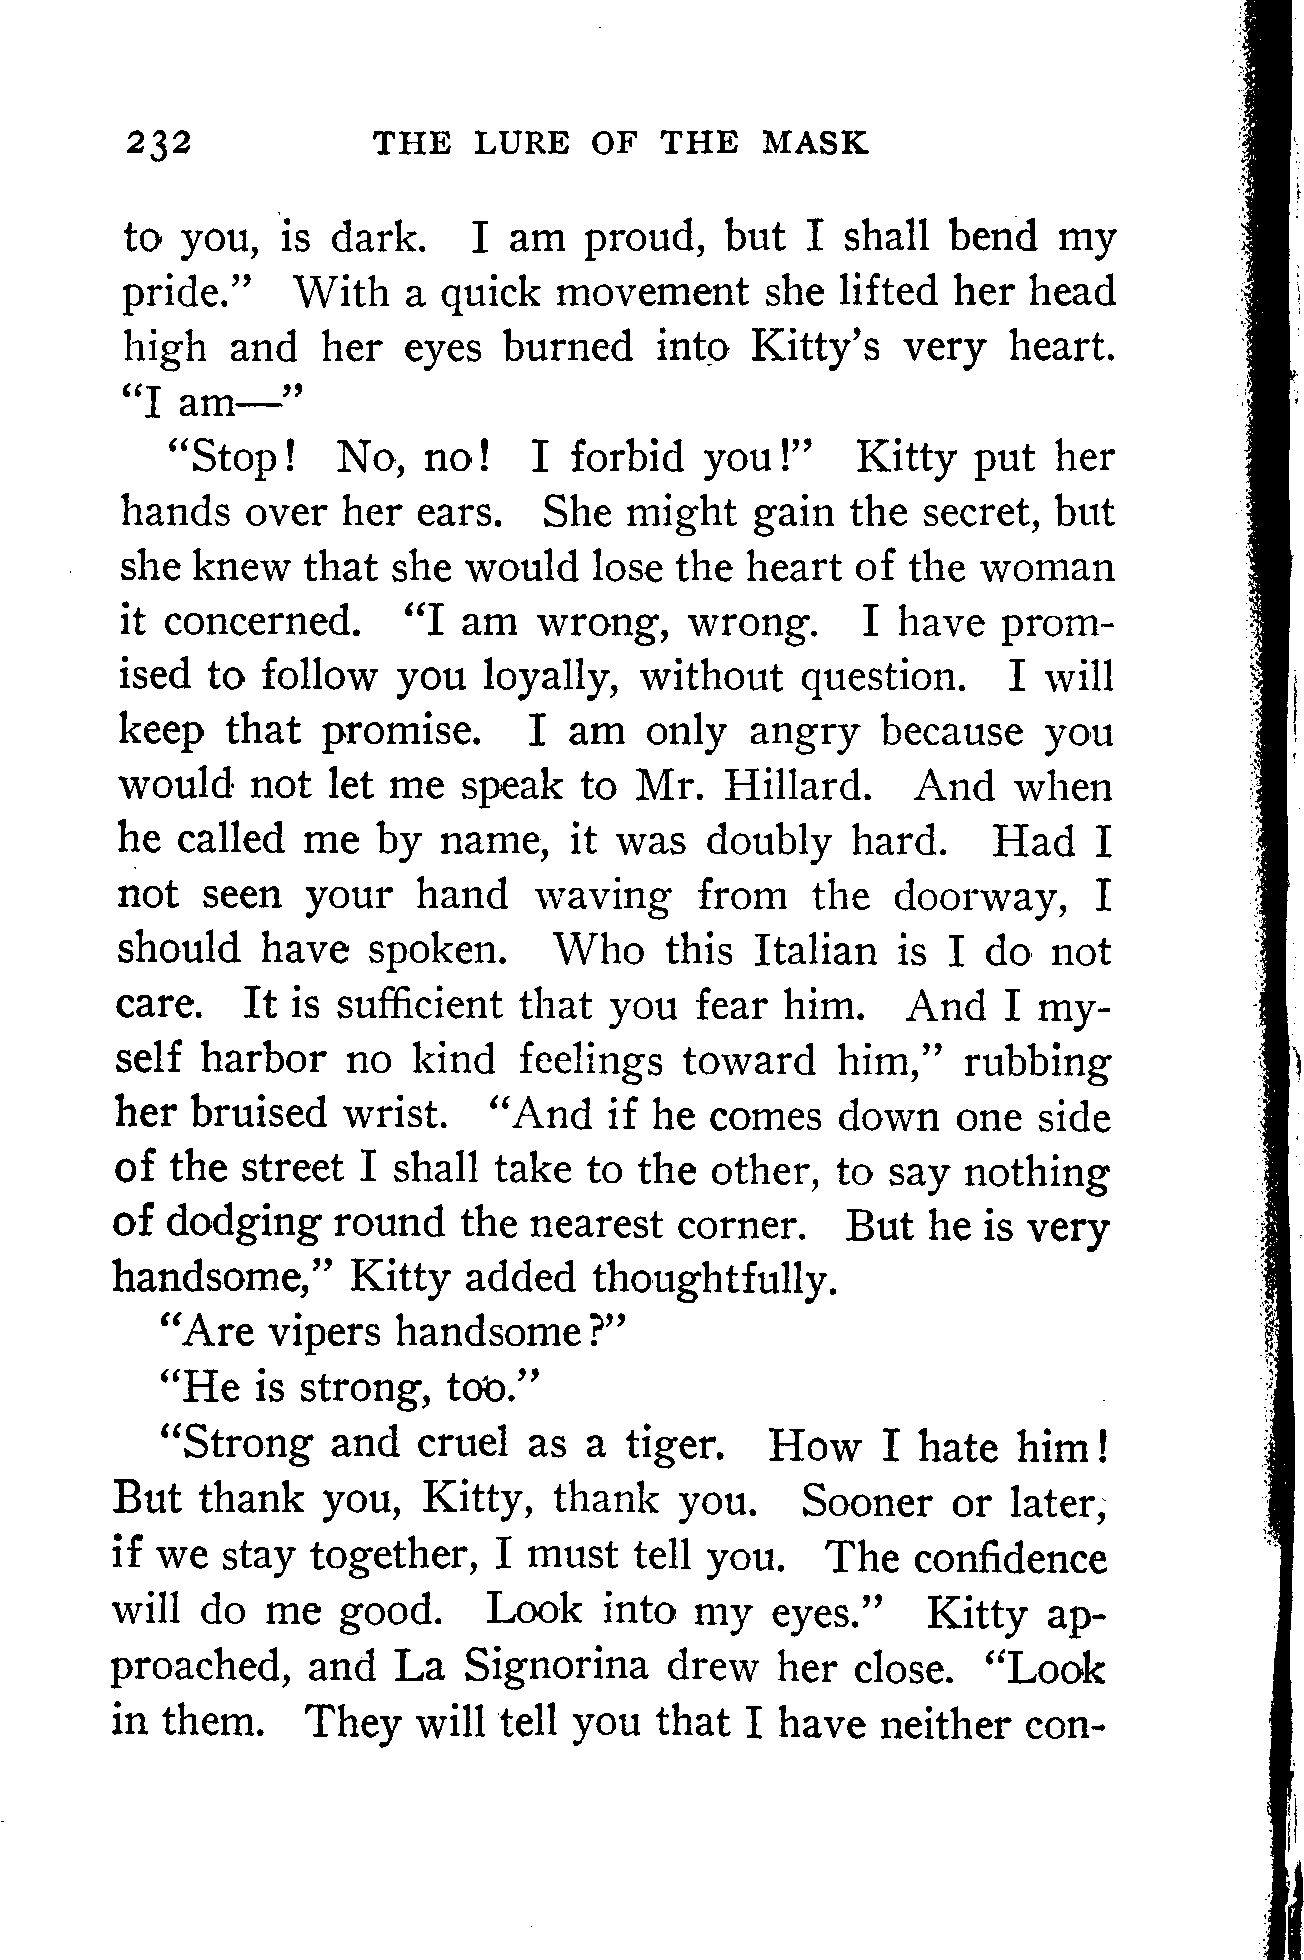 232 THE LURE OF THE MASK
to you, is dark. I am proud, but I shall bend my
pride." With a quick movement she lifted her head
high and her eyes burned into Kitty's very heart.
"I am—"
"Stop! No, no! I forbid you!" Kitty put her
hands over her ears. She might gain the secret, but
she knew that she would lose the heart of the woman
it concerned. "I am wrong, wrong. I have prom-
ised to follow you loyally, without question. I will
keep that promise. I am only angry because you
would not let me speak to Mr. Hillard. And when
he called me by name, it was doubly hard. Had I
not seen your hand waving from the doorway, I
should have spoken. Who this Italian is I do not
care. It is sufficient that you fear him. And I my-
self harbor no kind feelings toward him," rubbing
her bruised wrist. "And if he comes down one side
of the street I shall take to the other, to say nothing
of dodging round the nearest corner. But he is very
handsome," Kitty added thoughtfully.
"Are vipers handsome?"
"He is strong, too."
"Strong and cruel as a tiger. How I hate him!
But thank you, Kitty, thank you. Sooner or later,
if we stay together, I must tell you. The confidence
will do me good. Look into my eyes." Kitty ap-
proached, and La Signorina drew her close. "Look
in them. They will tell you that I have neither con-